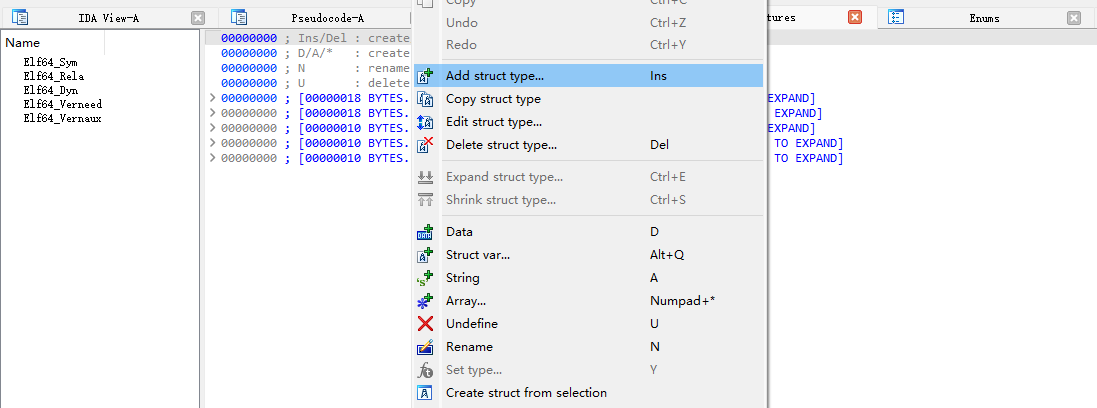 IDA View-A Pseudocode-A tures Enums
Name
Elf64_Sym
Elf64_Rela
Elf64_Dyn
Elf64_Verneed
Elf64_Vernaux
00000000 ; Ins/Del : create
00000000 ; D/A/* : create
00000000 ; N : rename
00000000 ; U : delete
00000000 ; [00000018 BYTES. EXPAND]
00000000 ; [00000018 BYTES. EXPAND]
00000000 ; [00000010 BYTES. EXPAND]
00000000 ; [00000010 BYTES. TO EXPAND]
00000000 ; [00000010 BYTES. TO EXPAND]
Copy Ctrl+C
Undo Ctrl+Z
Redo Ctrl+Y
Add struct type... Ins
Copy struct type
Edit struct type...
Delete struct type... Del
Expand struct type... Ctrl+E
Shrink struct type... Ctrl+S
Data D
Struct var... Alt+Q
String A
Array... Numpad+*
Undefine U
Rename N
Set type... Y
Create struct from selection